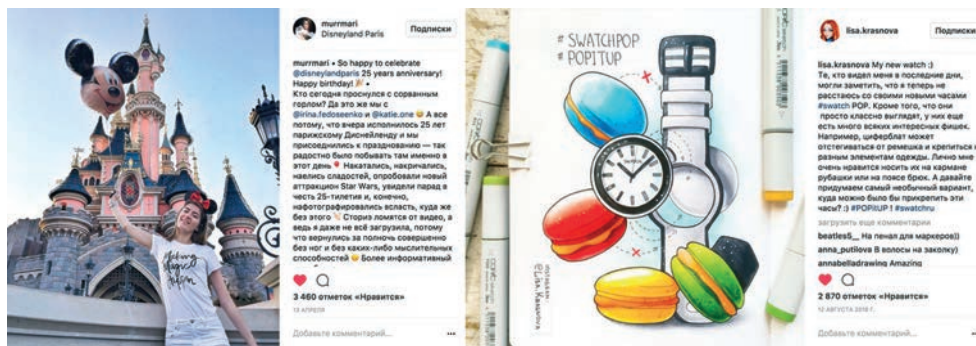 murrmari
Disneyland Paris
Подписки
murrmari • So happy to celebrate
@disneylandparis 25 years anniversary!
Happy birthday! 🎉 •
Кто сегодня проснулся с сорванным
горлом? Да это же мы с
@irina.fedoseenko и @katie.one 😄 А все
потому, что вчера исполнилось 25 лет
парижскому Диснейленду и мы
присоединились к празднованию — так
радостно было побывать там именно в
этот день 🎈 Накатались, накричались,
наелись сладостей, опробовали новый
аттракцион Star Wars, увидели парад в
честь 25-тилетия и, конечно,
нафотографировались всласть, куда же
без этого Сториз ломятся от видео, а
ведь я даже не всё загрузила, потому
что вернулись за полночь совершенно
без ног и без каких-либо мыслительных
способностей 😄 Более информативный
3 460 отметок «Нравится»
13 АПРЕЛЯ
Добавьте комментарий...
# SWATCHPOP
# POPITUP
INSTAGRAM:
@Lisa.Krasnova
lisa.krasnova
Подписки
lisa.krasnova My new watch :)
Те, кто видел меня в последние дни,
могли заметить, что я теперь не
расстаюсь со своими новыми часами
#swatch POP. Кроме того, что они
просто классно выглядят, у них еще
есть много всяких интересных фишек.
Например, циферблат может
отстегиваться от ремешка и крепиться к
разным элементам одежды. Лично мне
очень нравится носить их на кармане
рубашки или на поясе брюк. А давайте
придумаем самый необычный вариант,
куда можно было бы прикрепить эти
часы? :) #POPitUP ! #swatchru
загрузить еще комментарии
beatles5__ На пенал для маркеров))
anna_putilova В волосы на заколку)
annabelladrawing Amazing
2 870 отметок «Нравится»
12 АВГУСТА 2016 Г.
Добавьте комментарий...